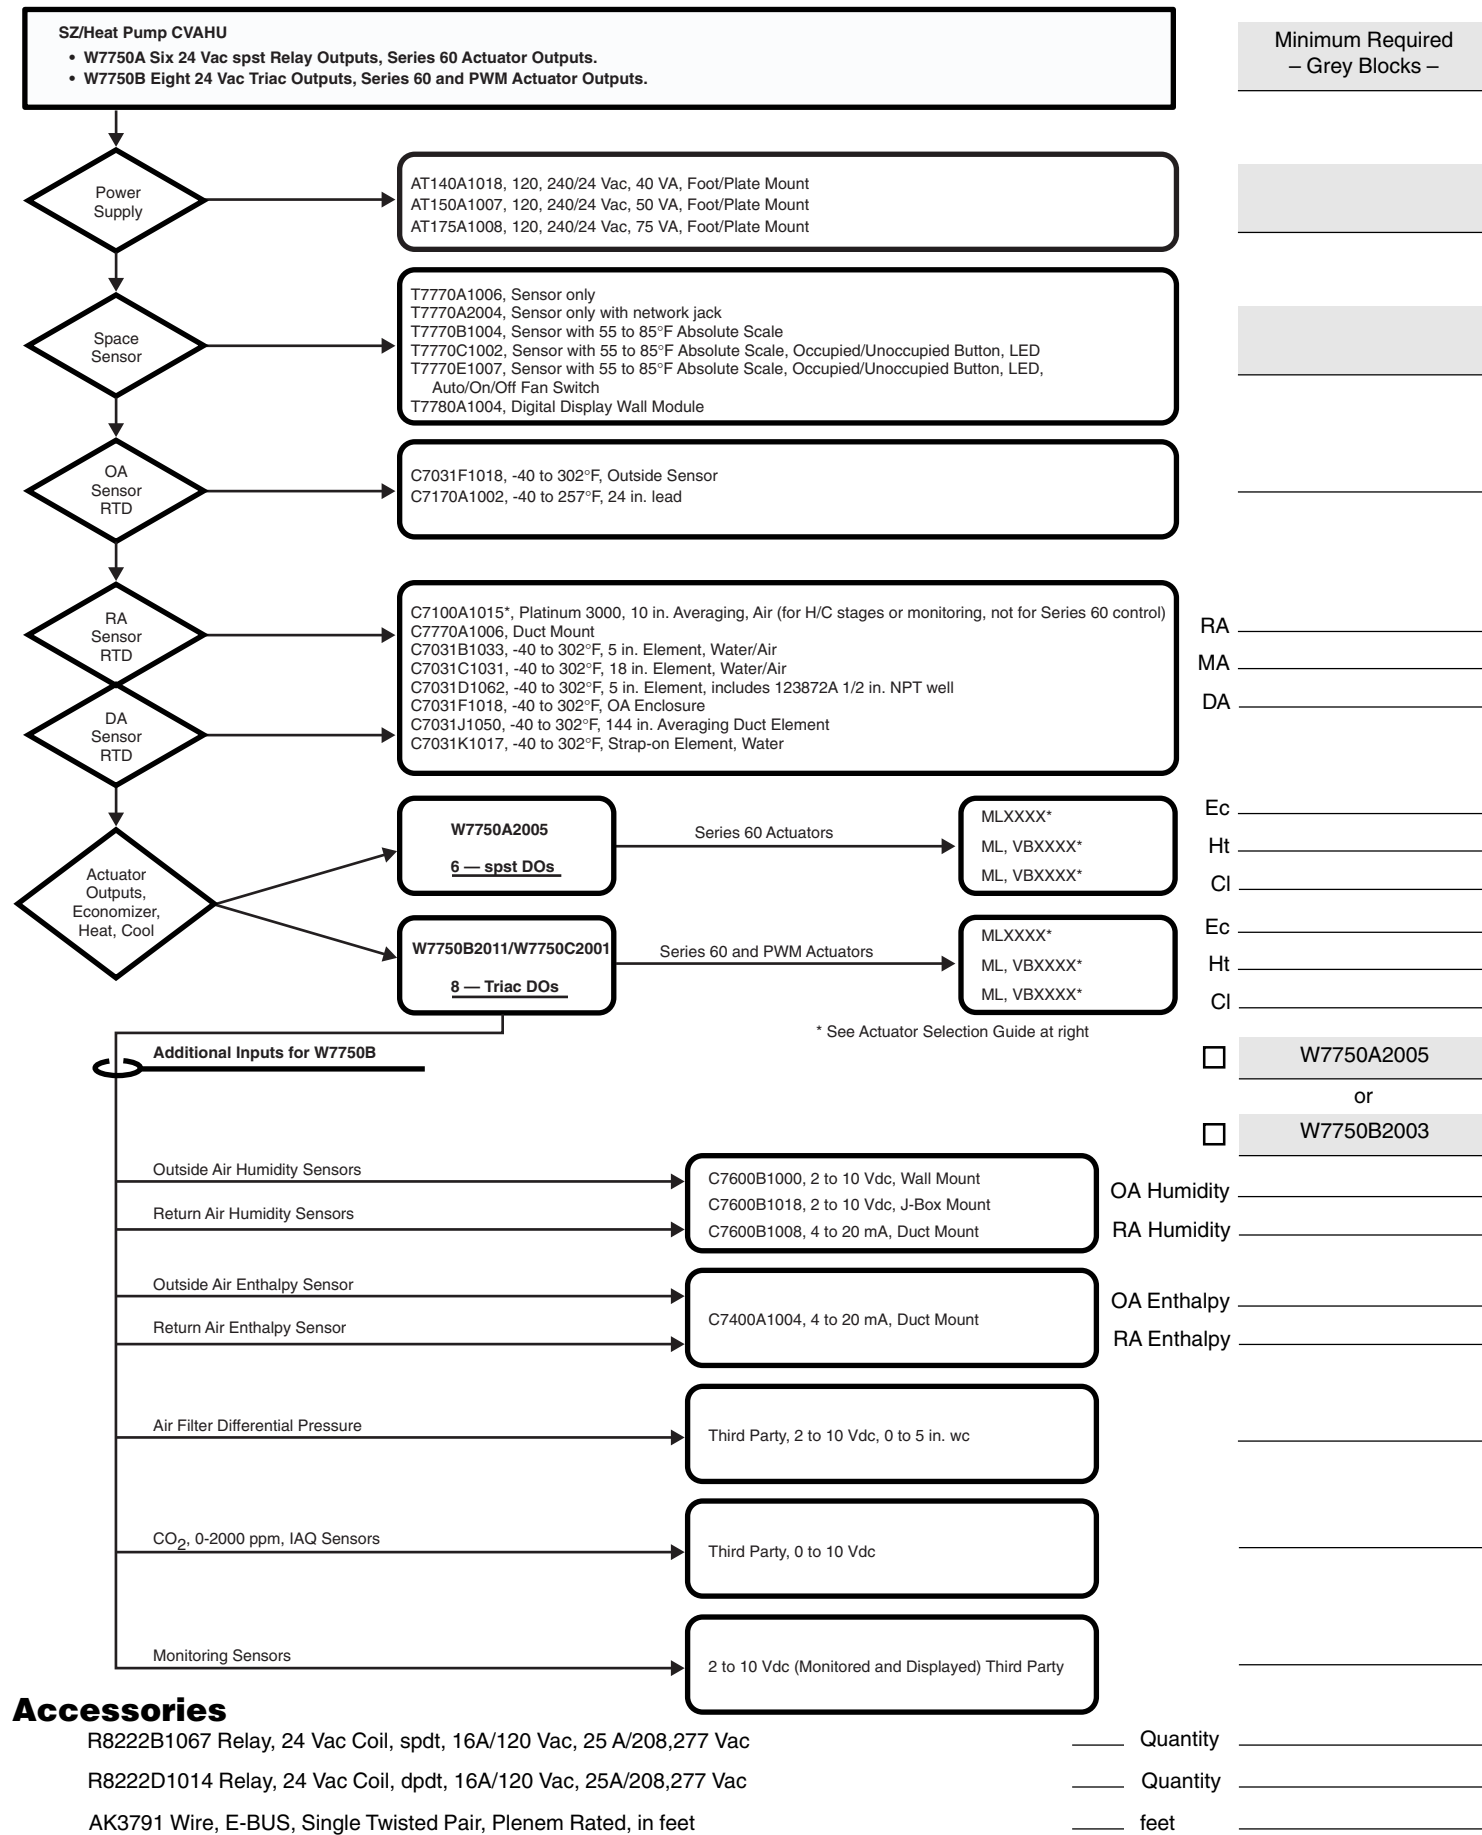 SZ/Heat Pump CVAHU
• W7750A Six 24 Vac spst Relay Outputs, Series 60 Actuator Outputs.
• W7750B Eight 24 Vac Triac Outputs, Series 60 and PWM Actuator Outputs.
Minimum Required
– Grey Blocks –
Power
Supply
AT140A1018, 120, 240/24 Vac, 40 VA, Foot/Plate Mount
AT150A1007, 120, 240/24 Vac, 50 VA, Foot/Plate Mount
AT175A1008, 120, 240/24 Vac, 75 VA, Foot/Plate Mount
Space
Sensor
T7770A1006, Sensor only
T7770A2004, Sensor only with network jack
T7770B1004, Sensor with 55 to 85°F Absolute Scale
T7770C1002, Sensor with 55 to 85°F Absolute Scale, Occupied/Unoccupied Button, LED
T7770E1007, Sensor with 55 to 85°F Absolute Scale, Occupied/Unoccupied Button, LED,
Auto/On/Off Fan Switch
T7780A1004, Digital Display Wall Module
OA
Sensor
RTD
C7031F1018, -40 to 302°F, Outside Sensor
C7170A1002, -40 to 257°F, 24 in. lead
RA
Sensor
RTD
DA
Sensor
RTD
C7100A1015*, Platinum 3000, 10 in. Averaging, Air (for H/C stages or monitoring, not for Series 60 control)
C7770A1006, Duct Mount
C7031B1033, -40 to 302°F, 5 in. Element, Water/Air
C7031C1031, -40 to 302°F, 18 in. Element, Water/Air
C7031D1062, -40 to 302°F, 5 in. Element, includes 123872A 1/2 in. NPT well
C7031F1018, -40 to 302°F, OA Enclosure
C7031J1050, -40 to 302°F, 144 in. Averaging Duct Element
C7031K1017, -40 to 302°F, Strap-on Element, Water
RA
MA
DA
Actuator
Outputs,
Economizer,
Heat, Cool
W7750A2005
6 — spst DOs
Series 60 Actuators
MLXXXX*
ML, VBXXXX*
ML, VBXXXX*
Ec
Ht
Cl
W7750B2011/W7750C2001
8 — Triac DOs
Series 60 and PWM Actuators
MLXXXX*
ML, VBXXXX*
ML, VBXXXX*
Ec
Ht
Cl
* See Actuator Selection Guide at right
Additional Inputs for W7750B
W7750A2005
or
W7750B2003
Outside Air Humidity Sensors
Return Air Humidity Sensors
C7600B1000, 2 to 10 Vdc, Wall Mount
C7600B1018, 2 to 10 Vdc, J-Box Mount
C7600B1008, 4 to 20 mA, Duct Mount
OA Humidity
RA Humidity
Outside Air Enthalpy Sensor
Return Air Enthalpy Sensor
C7400A1004, 4 to 20 mA, Duct Mount
OA Enthalpy
RA Enthalpy
Air Filter Differential Pressure
Third Party, 2 to 10 Vdc, 0 to 5 in. wc
CO2, 0-2000 ppm, IAQ Sensors
Third Party, 0 to 10 Vdc
Monitoring Sensors
2 to 10 Vdc (Monitored and Displayed) Third Party
Accessories
R8222B1067 Relay, 24 Vac Coil, spdt, 16A/120 Vac, 25 A/208,277 Vac
Quantity
R8222D1014 Relay, 24 Vac Coil, dpdt, 16A/120 Vac, 25A/208,277 Vac
Quantity
AK3791 Wire, E-BUS, Single Twisted Pair, Plenem Rated, in feet
feet